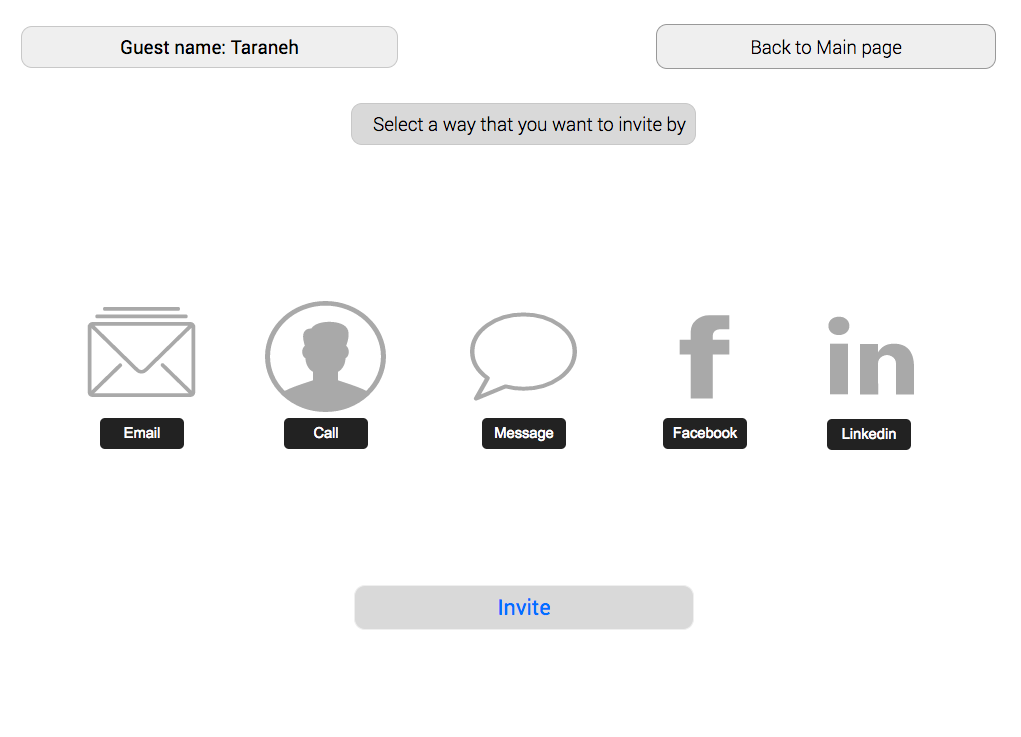 Guest name: Taraneh
Back to Main page
Select a way that you want to invite by
f
in
Email
Call
Message
Facebook
Linkedin
Invite